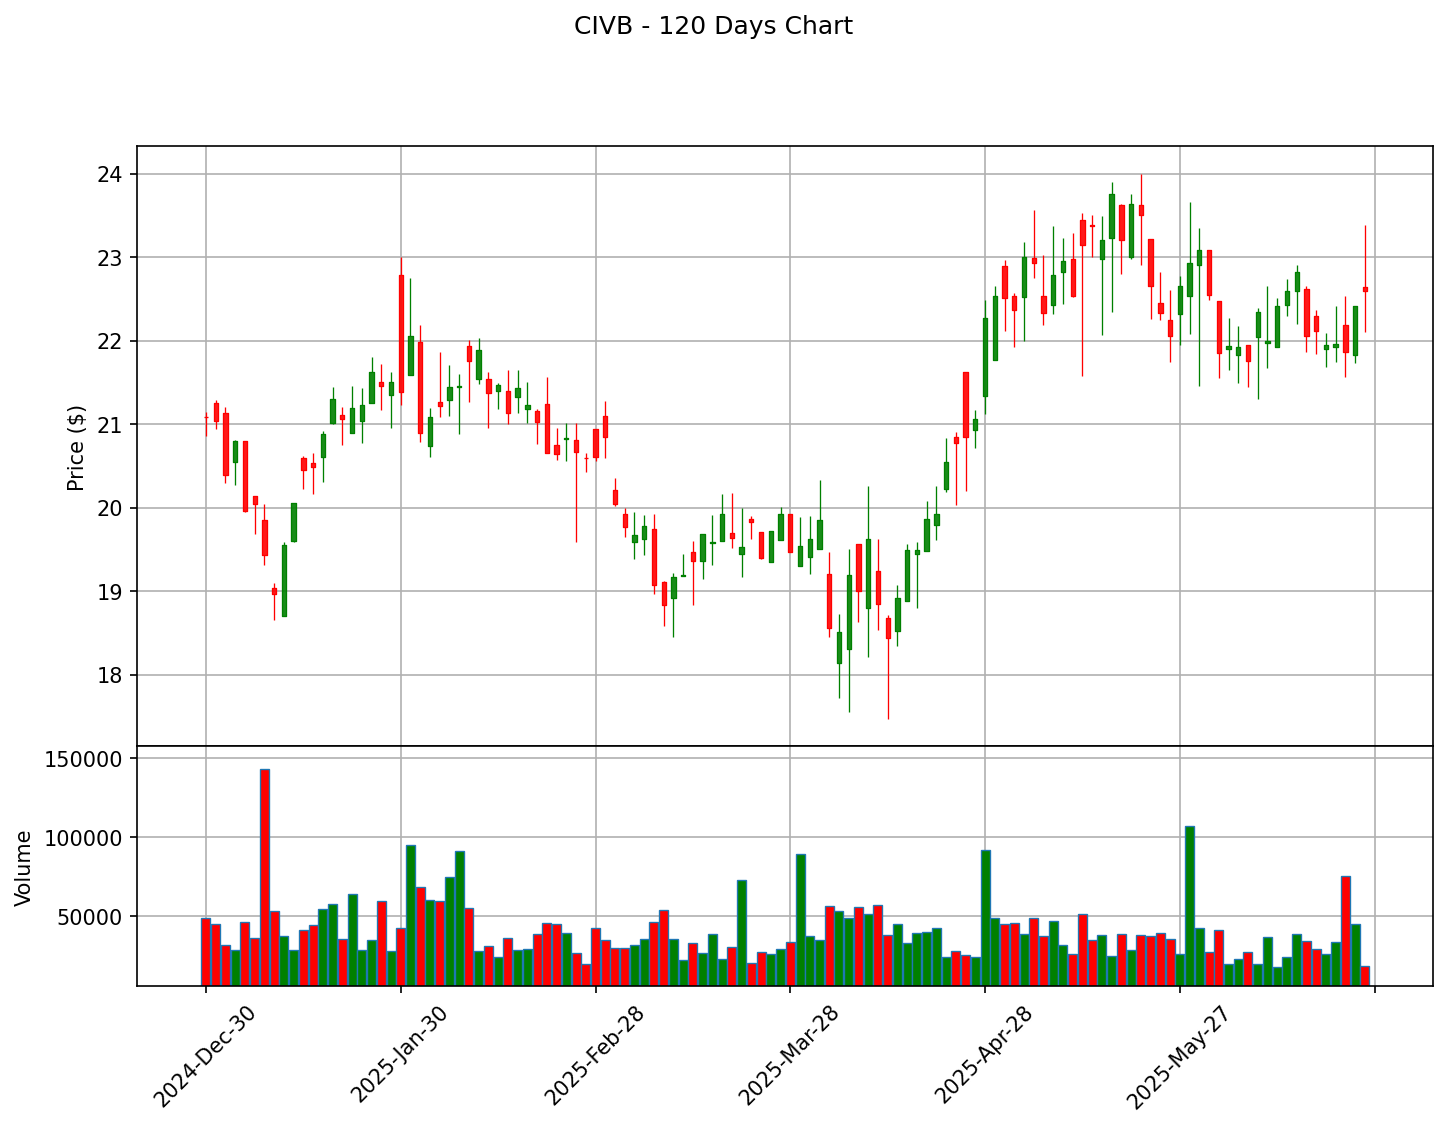 CIVB - 120 Days Chart
24
23
22
21
20
19
18
Price ($)
150000
100000
50000
Volume
2024-Dec-30
2025-Jan-30
2025-Feb-28
2025-Mar-28
2025-Apr-28
2025-May-27